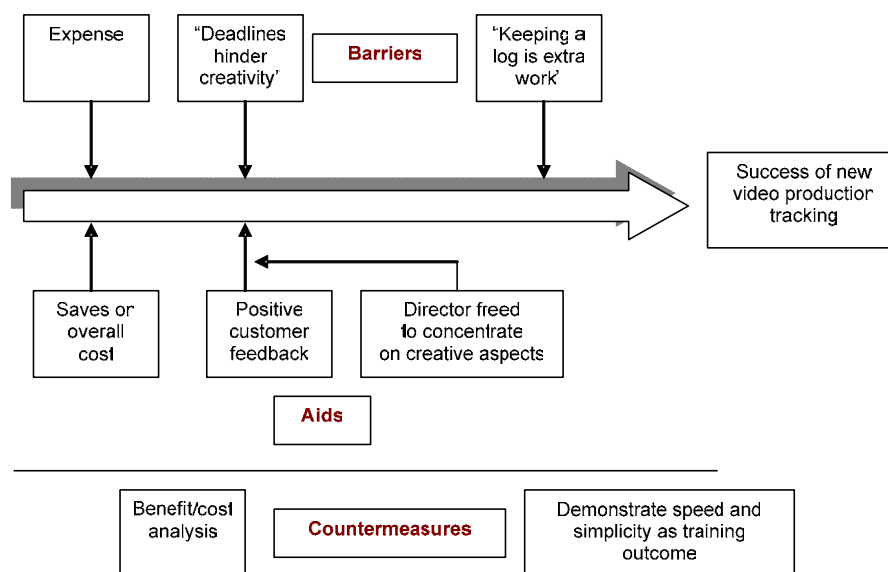 Expense
“Deadlines
hinder
creativity’
Barriers
‘Keeping a
log is extra
work’
Success of new
video production
tracking
Saves on
overall
cost
Positive
customer
feedback
Director freed
to concentrate
on creative aspects
Aids
Benefit/cost
analysis
Countermeasures
Demonstrate speed and
simplicity as training
outcome